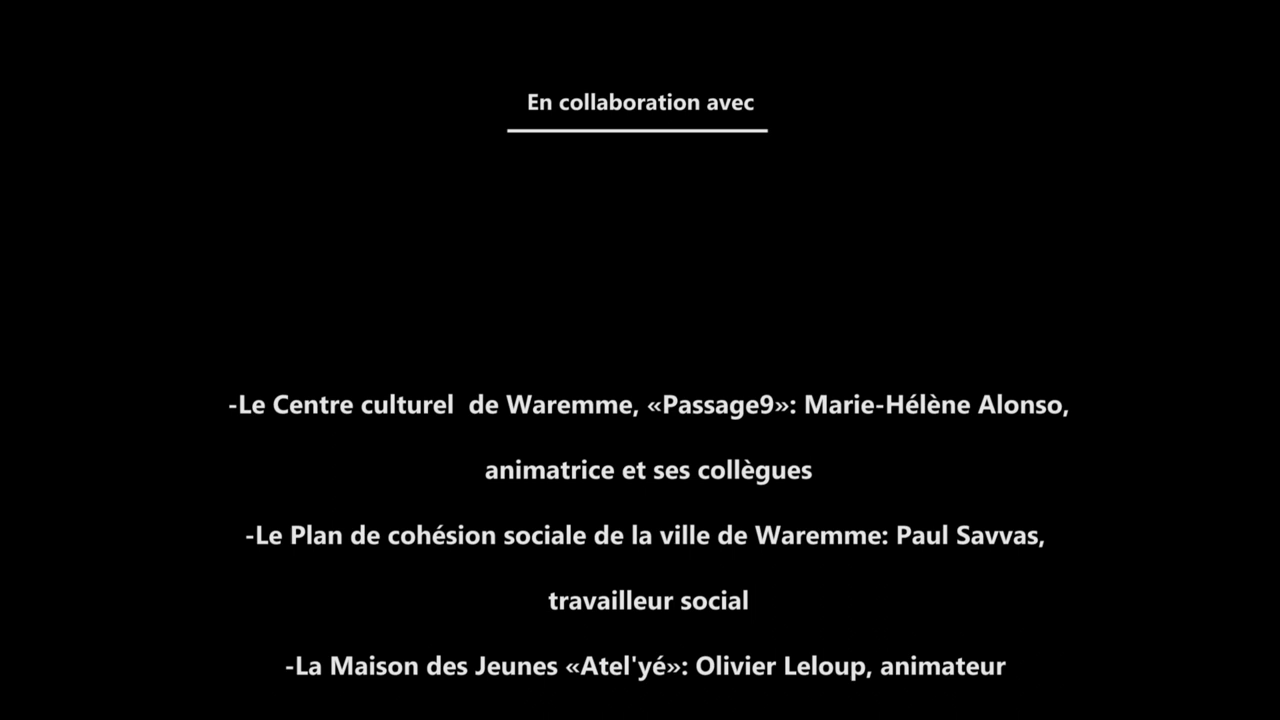 En collaboration avec
-Le Centre culturel  de Waremme, «Passage9»: Marie-Hélène Alonso,
animatrice et ses collègues
-Le Plan de cohésion sociale de la ville de Waremme: Paul Savvas,
travailleur social
-La Maison des Jeunes «Atel'yé»: Olivier Leloup, animateur